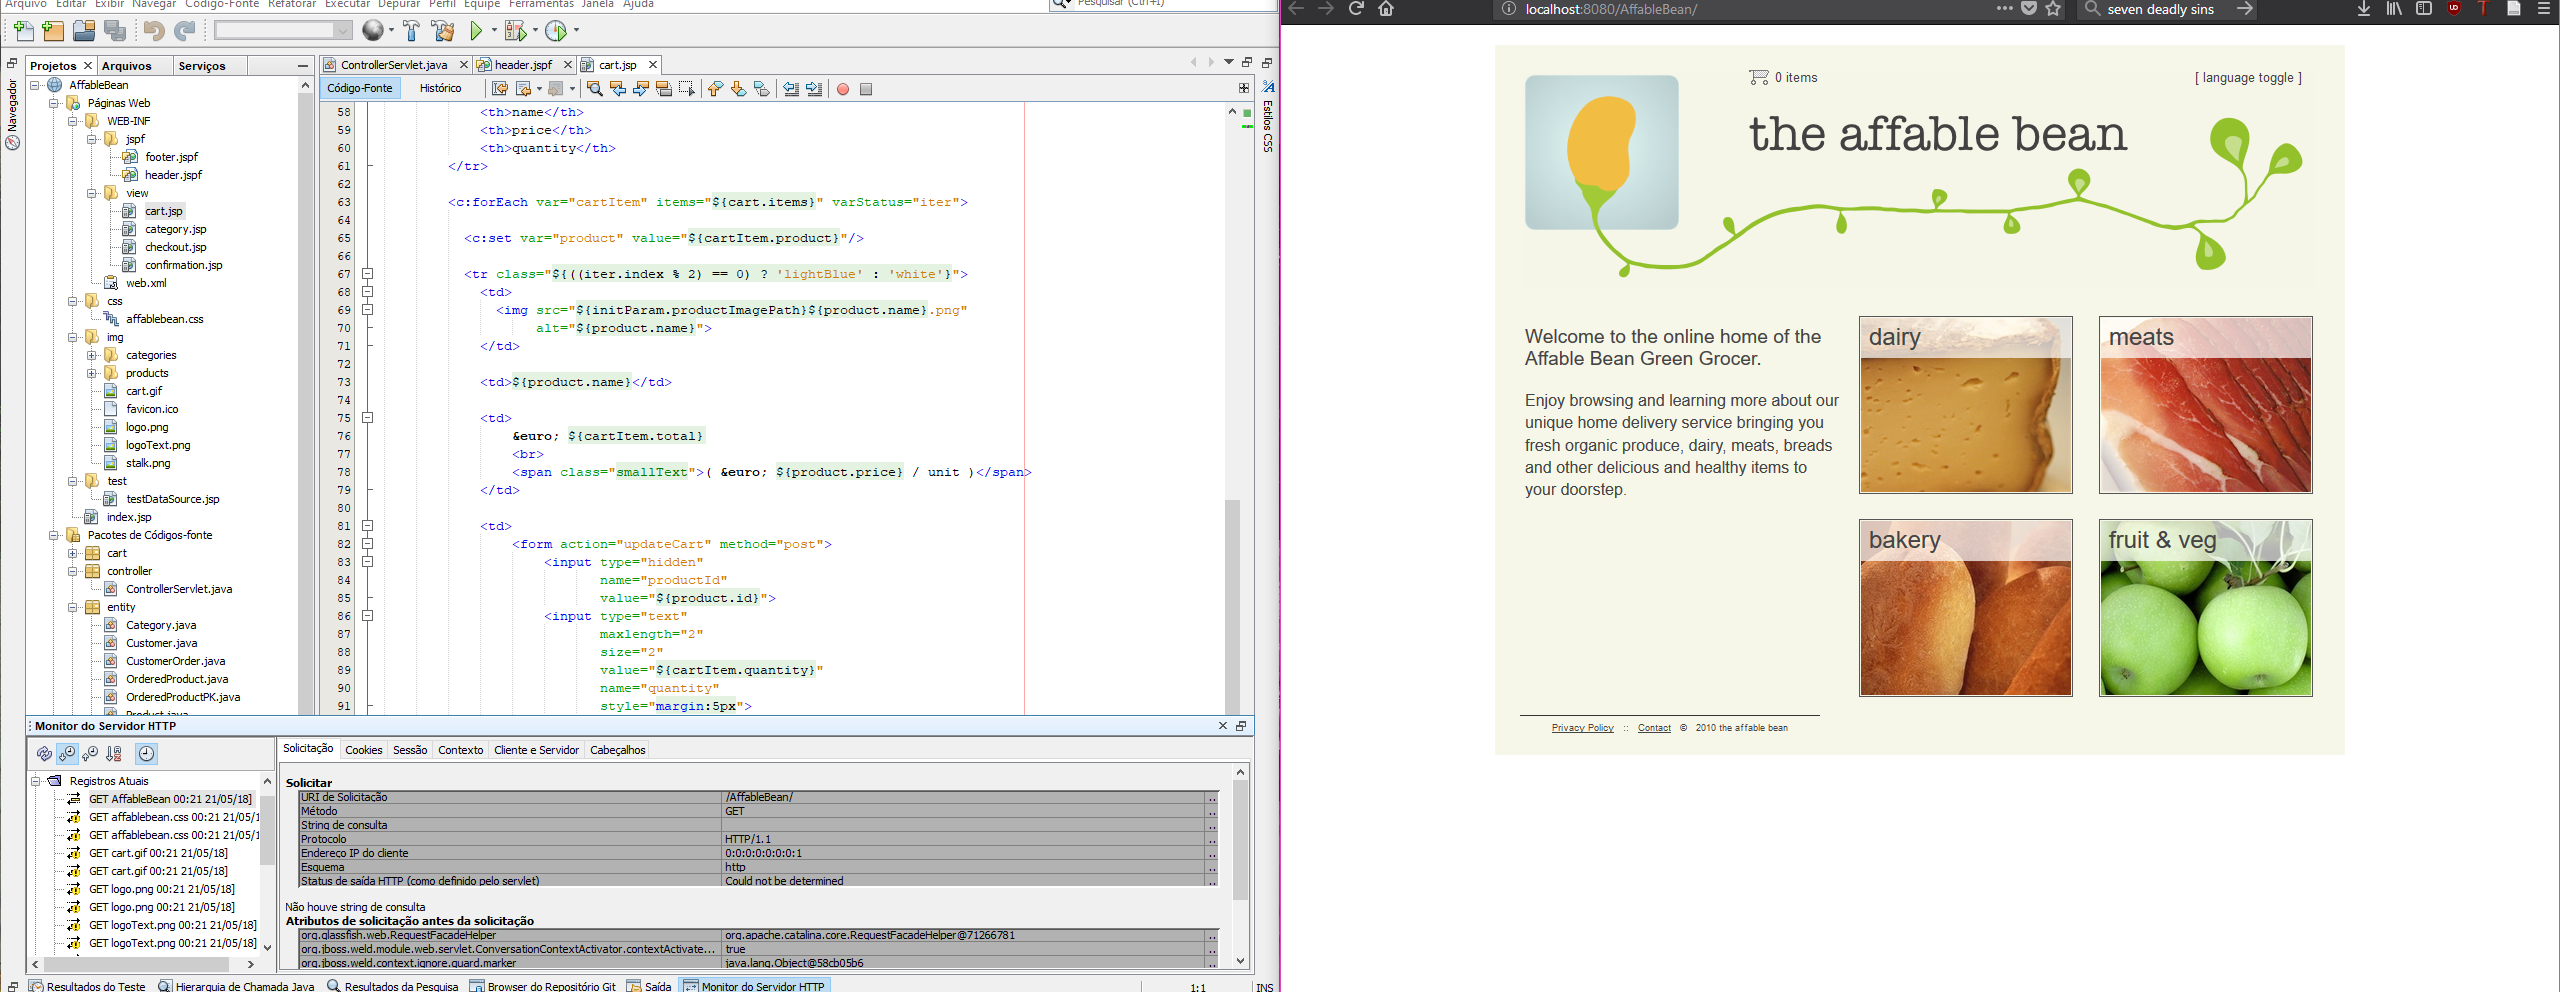 Arquivo Editar Exibir Navegar Código-Fonte Refatorar Executar Depurar Perfil Equipe Ferramentas Janela Ajuda
Pesquisar (Ctrl+I)
Projetos Arquivos Serviços
Navegador
AffableBean
Páginas Web
WEB-INF
jspf
footer.jspf
header.jspf
view
cart.jsp
category.jsp
checkout.jsp
confirmation.jsp
web.xml
css
affablebean.css
img
categories
products
cart.gif
favicon.ico
logo.png
logoText.png
stalk.png
test
testDataSource.jsp
index.jsp
Pacotes de Códigos-fonte
cart
controller
ControllerServlet.java
entity
Category.java
Customer.java
CustomerOrder.java
OrderedProduct.java
OrderedProductPK.java
Product.java
ControllerServlet.java header.jspf cart.jsp
Código-Fonte Histórico
Estilos CSS
58 <th>name</th>
59 <th>price</th>
60 <th>quantity</th>
61 </tr>
62
63 <c:forEach var="cartItem" items="${cart.items}" varStatus="iter">
64
65 <c:set var="product" value="${cartItem.product}"/>
66
67 <tr class="${((iter.index % 2) == 0) ? 'lightBlue' : 'white'}">
68 <td>
69 <img src="${initParam.productImagePath}${product.name}.png"
70 alt="${product.name}">
71 </td>
72
73 <td>${product.name}</td>
74
75 <td>
76 &euro; ${cartItem.total}
77 <br>
78 <span class="smallText">( &euro; ${product.price} / unit )</span>
79 </td>
80
81 <td>
82 <form action="updateCart" method="post">
83 <input type="hidden"
84 name="productId"
85 value="${product.id}">
86 <input type="text"
87 maxlength="2"
88 size="2"
89 value="${cartItem.quantity}"
90 name="quantity"
91 style="margin:5px">
Monitor do Servidor HTTP
Registros Atuais
GET AffableBean 00:21 21/05/18]
GET affablebean.css 00:21 21/05/1
GET affablebean.css 00:21 21/05/1
GET cart.gif 00:21 21/05/18]
GET cart.gif 00:21 21/05/18]
GET logo.png 00:21 21/05/18]
GET logo.png 00:21 21/05/18]
GET logoText.png 00:21 21/05/18]
GET logoText.png 00:21 21/05/18]
Solicitação Cookies Sessão Contexto Cliente e Servidor Cabeçalhos
Solicitar
URI de Solicitação /AffableBean/ ..
Método GET ..
String de consulta ..
Protocolo HTTP/1.1 ..
Endereço IP do cliente 0:0:0:0:0:0:0:1 ..
Esquema http ..
Status de saída HTTP (como definido pelo servlet) Could not be determined ..
Não houve string de consulta
Atributos de solicitação antes da solicitação
org.glassfish.web.RequestFacadeHelper org.apache.catalina.core.RequestFacadeHelper@71266781 ..
org.jboss.weld.module.web.servlet.ConversationContextActivator.contextActivate... true ..
org.jboss.weld.context.ignore.guard.marker java.lang.Object@58cb05b6 ..
Resultados do Teste Hierarquia de Chamada Java Resultados da Pesquisa Browser do Repositório Git Saída Monitor do Servidor HTTP
1:1 INS
localhost:8080/AffableBean/
seven deadly sins
0 items
[ language toggle ]
the affable bean
Welcome to the online home of the
Affable Bean Green Grocer.
Enjoy browsing and learning more about our
unique home delivery service bringing you
fresh organic produce, dairy, meats, breads
and other delicious and healthy items to
your doorstep.
dairy
meats
bakery
fruit & veg
Privacy Policy :: Contact © 2010 the affable bean